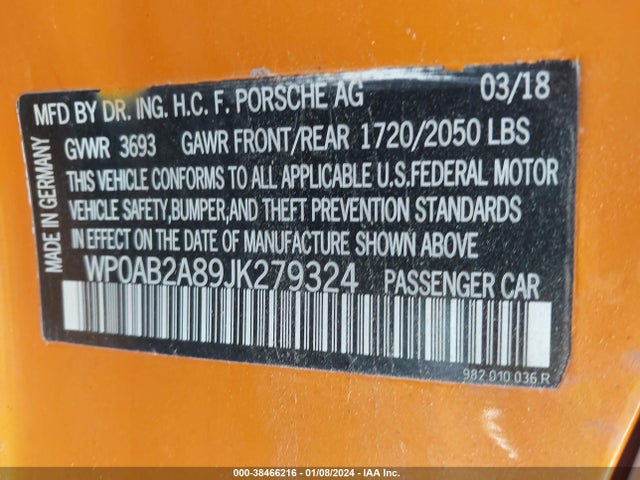 MFD BY DR. ING. H.C. F. PORSCHE AG 03/18
GVWR 3693 GAWR FRONT/REAR 1720/2050 LBS
THIS VEHICLE CONFORMS TO ALL APPLICABLE U.S.FEDERAL MOTOR
VEHICLE SAFETY,BUMPER,AND THEFT PREVENTION STANDARDS
IN EFFECT ON THE DATE OF MANUFACTURE SHOWN ABOVE
WP0AB2A89JK279324 PASSENGER CAR
MADE IN GERMANY
982 010 036 R
000-38466216 - 01/08/2024 - IAA Inc.